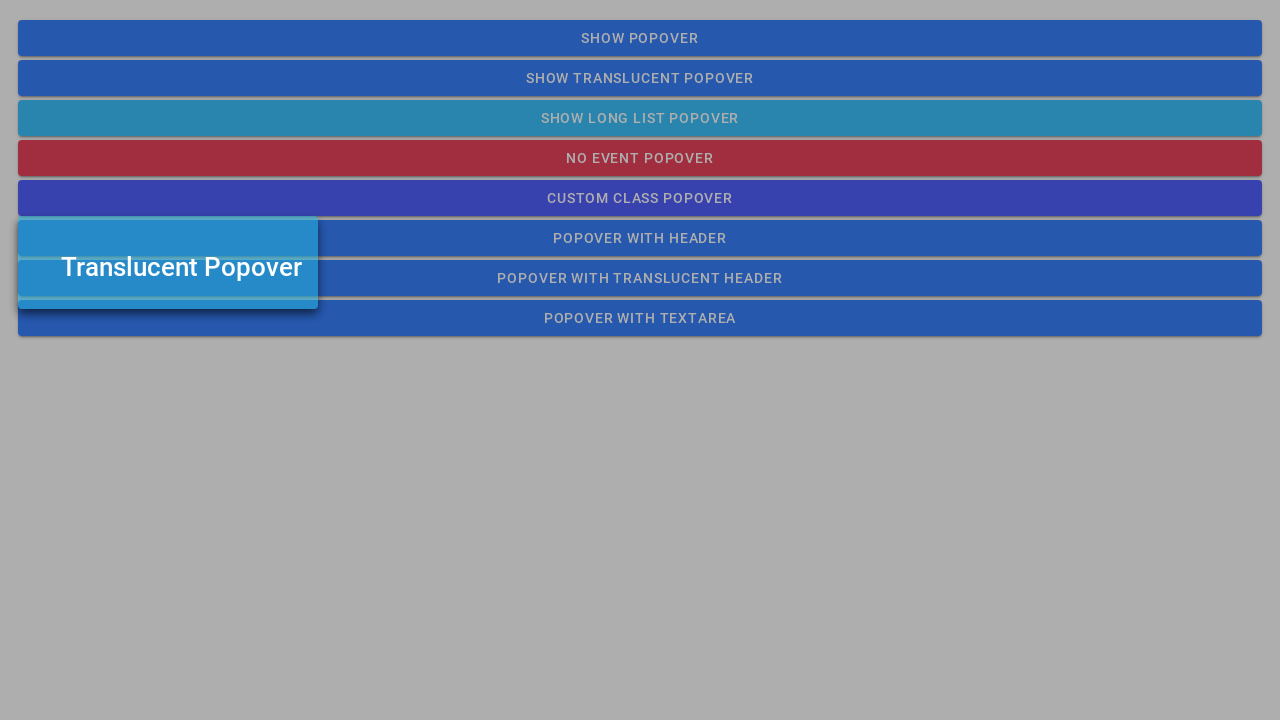 SHOW POPOVER
SHOW TRANSLUCENT POPOVER
SHOW LONG LIST POPOVER
NO EVENT POPOVER
CUSTOM CLASS POPOVER
POPOVER WITH HEADER
Translucent Popover
POPOVER WITH TRANSLUCENT HEADER
POPOVER WITH TEXTAREA